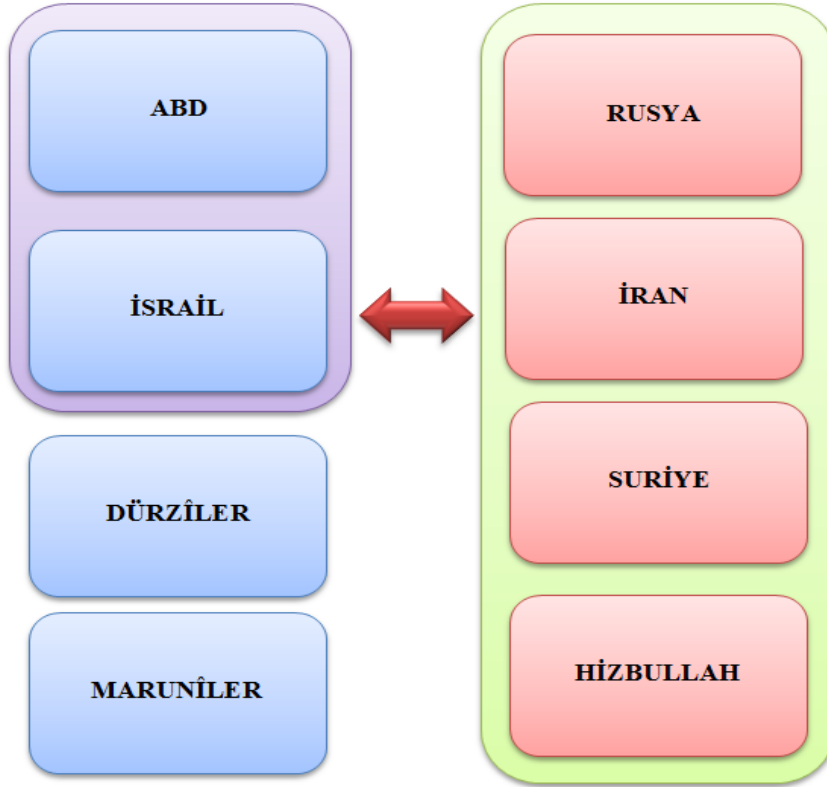 ABD
İSRAİL
DÜRZÎLER
MARUNÎLER
RUSYA
İRAN
SURİYE
HİZBULLAH